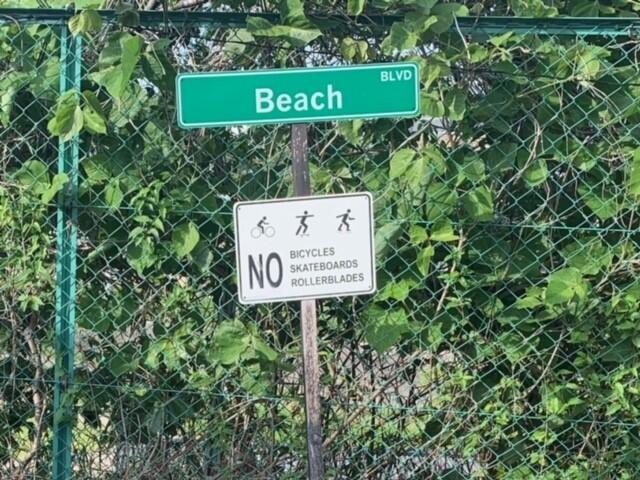 Beach BLVD
NO BICYCLES
SKATEBOARDS
ROLLERBLADES